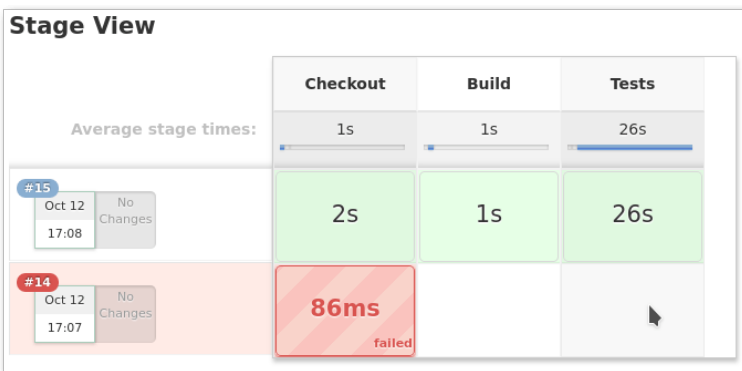 Stage View
Checkout Build Tests
Average stage times: 1s 1s 26s
#15
Oct 12 No Changes
17:08
2s 1s 26s
#14
Oct 12 No Changes
17:07
86ms
failed